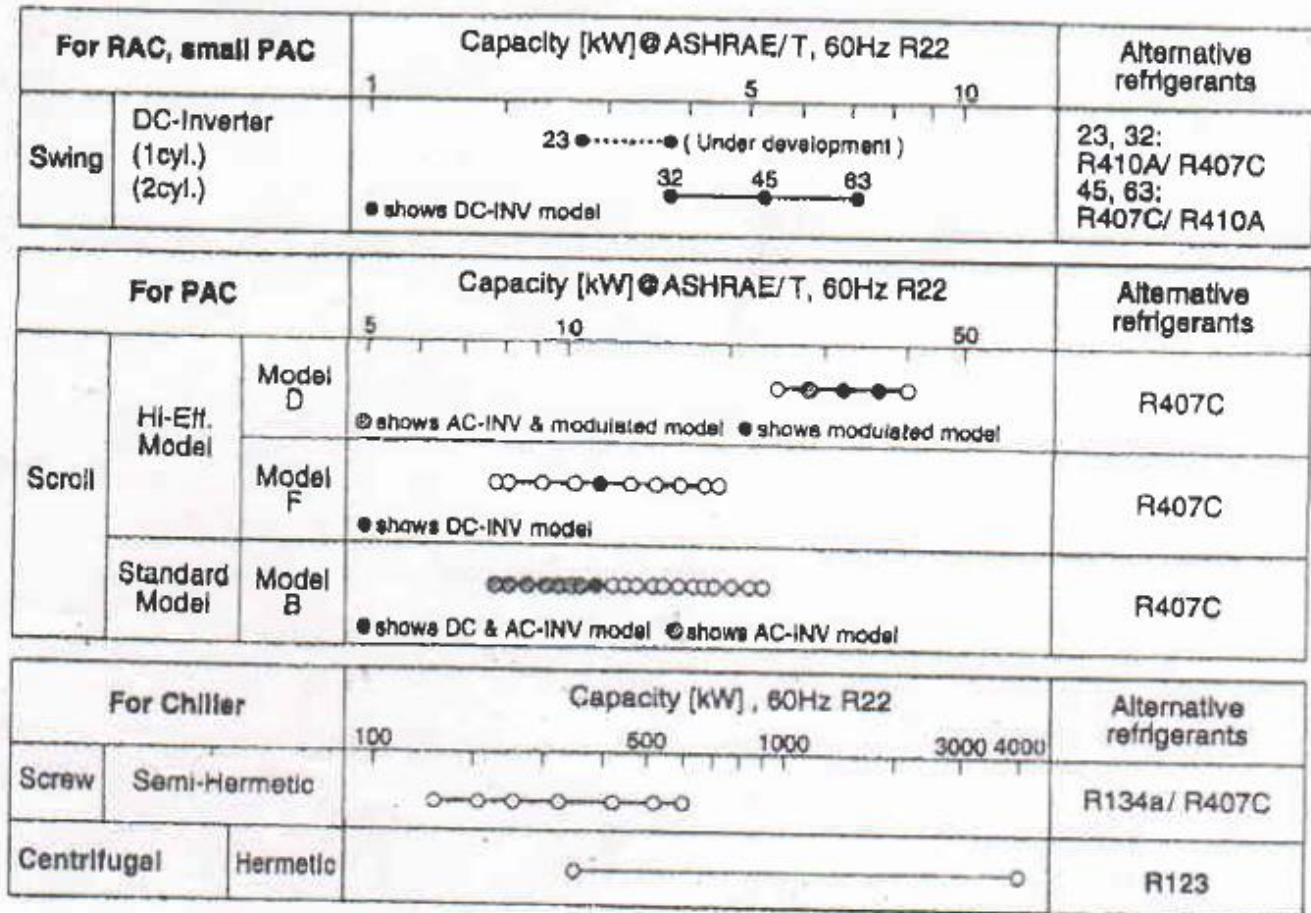 For RAC, small PAC
Capacity [kW]@ASHRAE/T, 60Hz R22
Alternative
refrigerants
1 5 10
Swing
DC-Inverter
(1cyl.)
(2cyl.)
23 ( Under development )
32 45 63
● shows DC-INV model
23, 32:
R410A/ R407C
45, 63:
R407C/ R410A
For PAC
Capacity [kW]@ASHRAE/T, 60Hz R22
Alternative
refrigerants
5 10 50
Scroll
Hi-Eff.
Model
Model
D
shows AC-INV & modulated model ● shows modulated model
R407C
Model
F
● shows DC-INV model
R407C
Standard
Model
Model
B
● shows DC & AC-INV model shows AC-INV model
R407C
For Chiller
Capacity [kW] , 60Hz R22
Alternative
refrigerants
100 500 1000 3000 4000
Screw
Semi-Hermetic
R134a/ R407C
Centrifugal
Hermetic
R123